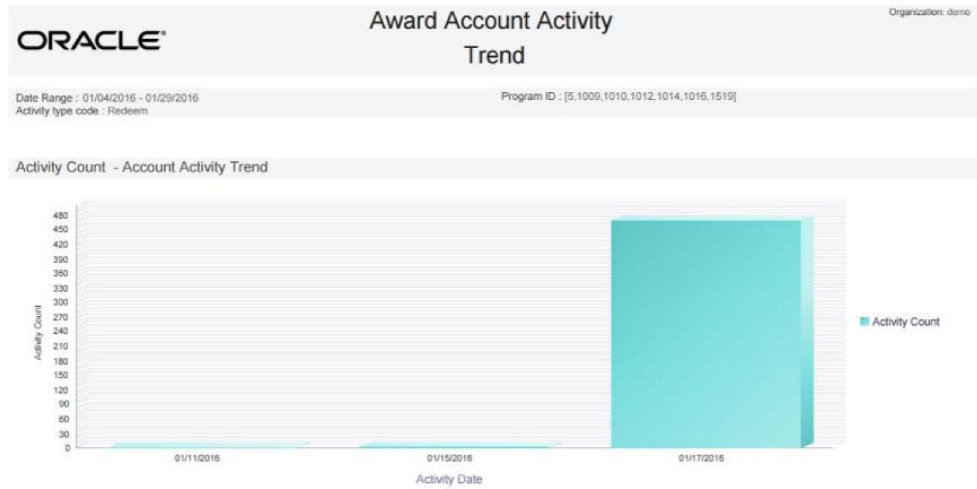 Organization: demo
ORACLE®
Award Account Activity
Trend
Date Range : 01/04/2016 - 01/29/2016
Program ID : [5,1009,1010,1012,1014,1016,1519]
Activity type code : Redeem
Activity Count - Account Activity Trend
480
450
420
390
360
330
300
270
240
210
180
150
120
90
60
30
0
Activity Count
01/11/2016
01/15/2016
01/17/2016
Activity Date
Activity Count